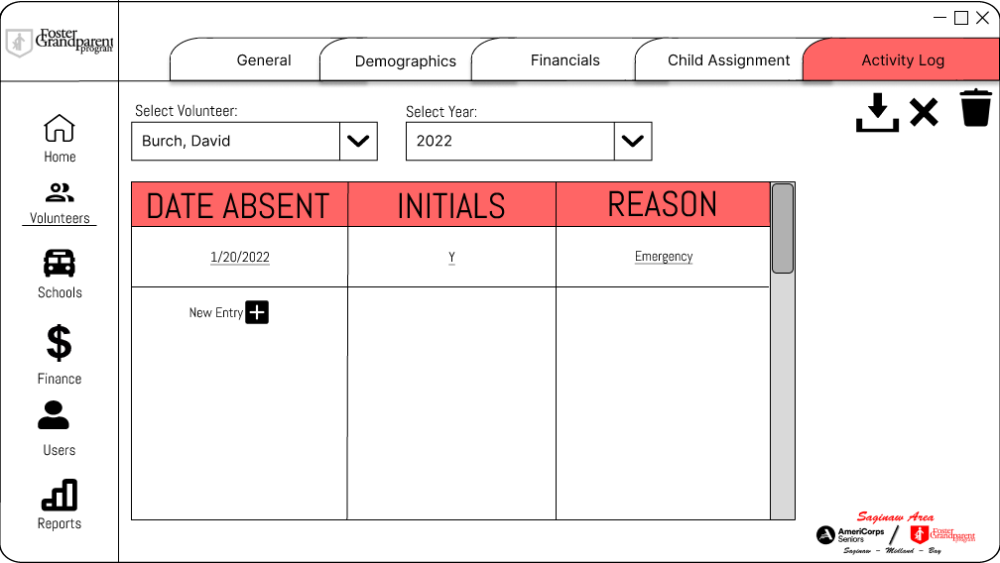 Foster
Grandparent
program
General
Demographics
Financials
Child Assignment
Activity Log
Select Volunteer:
Select Year:
Burch, David
2022
Home
Volunteers
Schools
Finance
Users
Reports
DATE ABSENT
INITIALS
REASON
1/20/2022
Y
Emergency
New Entry
Saginaw Area
AmeriCorps
Seniors
Foster
Grandparent
program
Saginaw - Midland - Bay